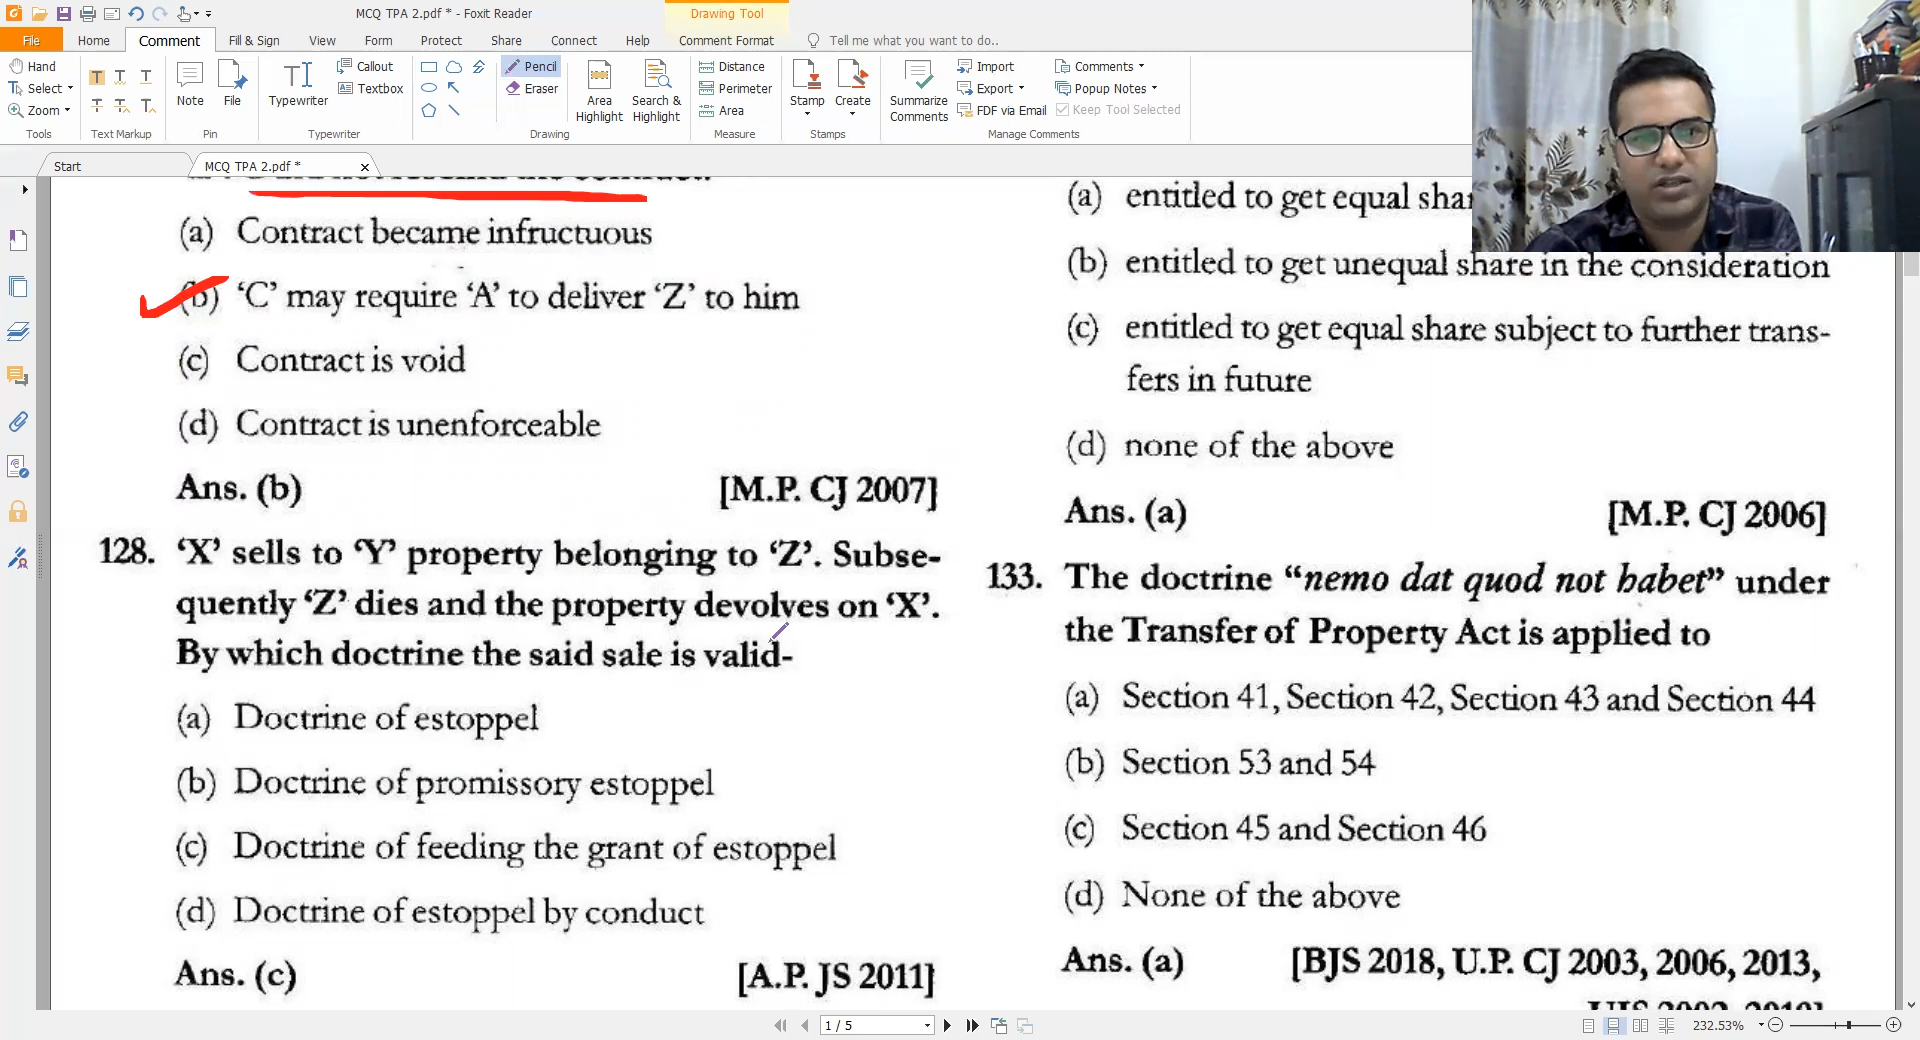 MCQ TPA 2.pdf * - Foxit Reader
Drawing Tool
File Home Comment Fill & Sign View Form Protect Share Connect Help Comment Format Tell me what you want to do..
Hand
Select
Zoom
Tools
Text Markup
Note
File
Pin
Typewriter
Callout
Textbox
Typewriter
Pencil
Eraser
Area Highlight
Search & Highlight
Drawing
Distance
Perimeter
Area
Measure
Stamp
Create
Stamps
Summarize Comments
Import
Export
FDF via Email
Comments
Popup Notes
Keep Tool Selected
Manage Comments
Start
MCQ TPA 2.pdf *
(a) Contract became infructuous
(b) ‘C’ may require ‘A’ to deliver ‘Z’ to him
(c) Contract is void
(d) Contract is unenforceable
Ans. (b) [M.P. CJ 2007]
128. ‘X’ sells to ‘Y’ property belonging to ‘Z’. Subse-
quently ‘Z’ dies and the property devolves on ‘X’.
By which doctrine the said sale is valid-
(a) Doctrine of estoppel
(b) Doctrine of promissory estoppel
(c) Doctrine of feeding the grant of estoppel
(d) Doctrine of estoppel by conduct
Ans. (c) [A.P. JS 2011]
(a) entitled to get equal
(b) entitled to get unequal share in the consideration
(c) entitled to get equal share subject to further trans-
fers in future
(d) none of the above
Ans. (a) [M.P. CJ 2006]
133. The doctrine “nemo dat quod not habet” under
the Transfer of Property Act is applied to
(a) Section 41, Section 42, Section 43 and Section 44
(b) Section 53 and 54
(c) Section 45 and Section 46
(d) None of the above
Ans. (a) [BJS 2018, U.P. CJ 2003, 2006, 2013,
1 / 5
232.53%